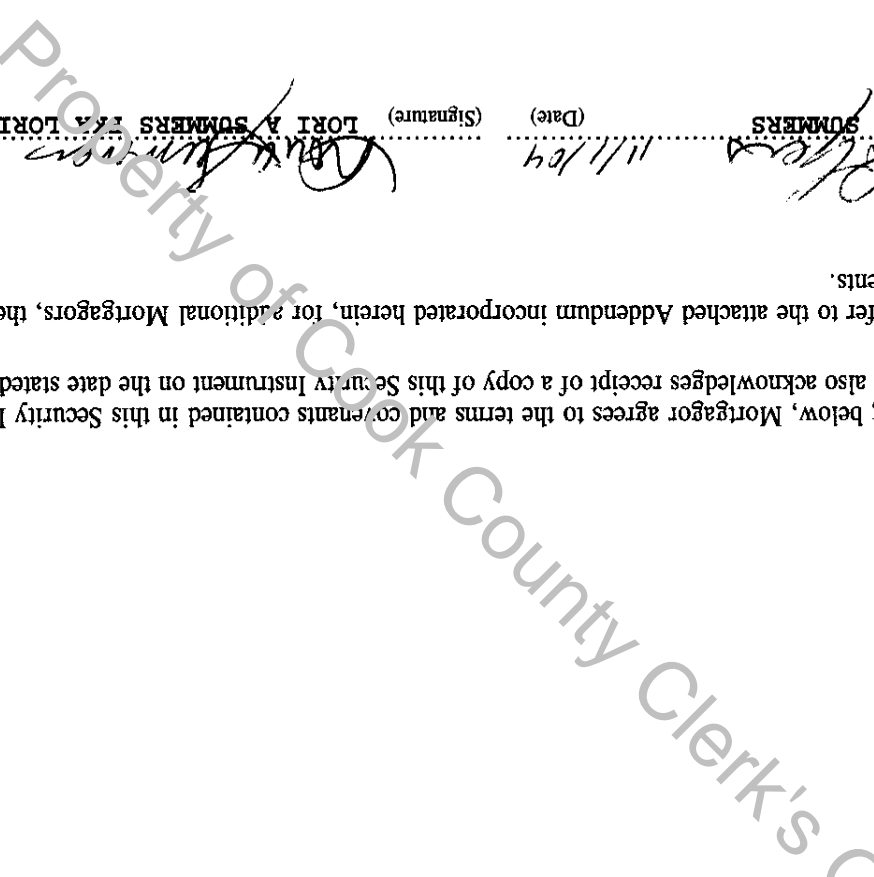 below, Mortgagor agrees to the terms and covenants contained in this Security
also acknowledges receipt of a copy of this Security Instrument on the date stated
fer to the attached Addendum incorporated herein, for additional Mortgagors, the
ents.
11/1/04
SUMMERS (Date) (Signature) LORI A SUMMERS FKA LORI
Property of Cook County Clerk's